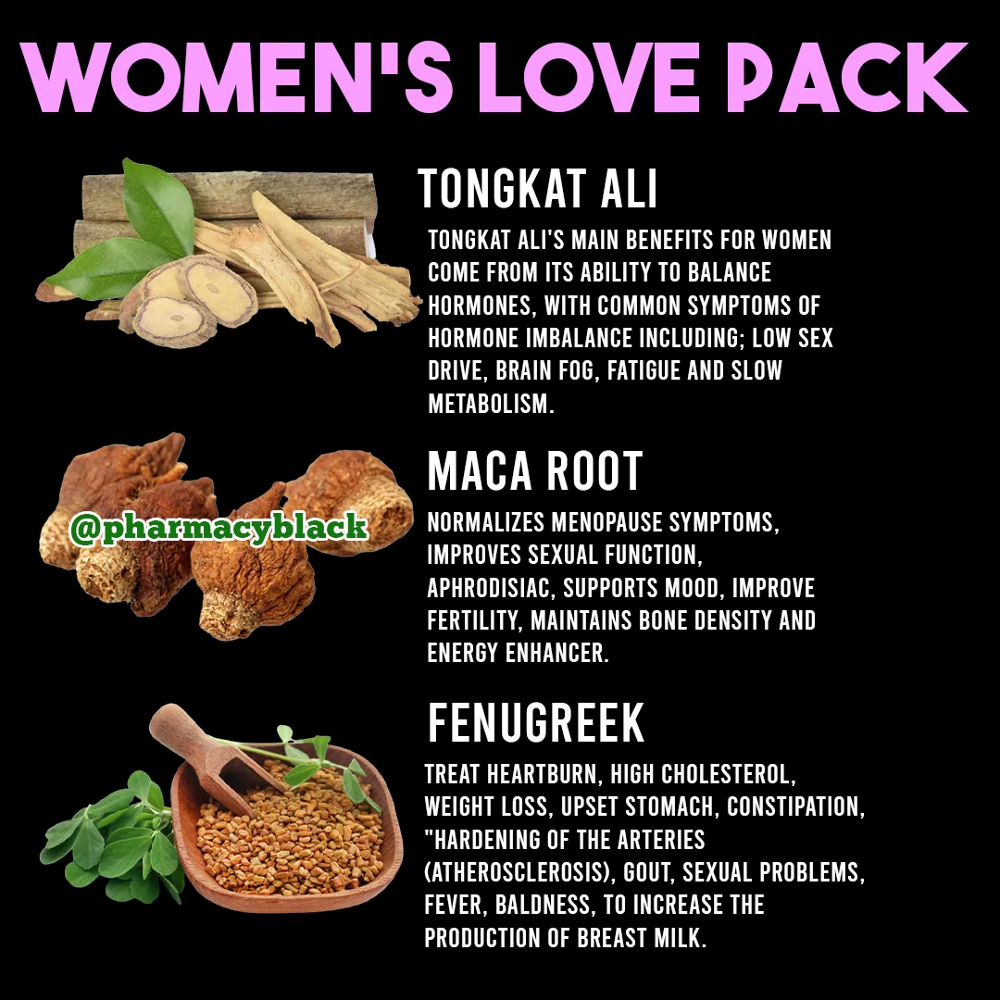 WOMEN'S LOVE PACK
TONGKAT ALI
TONGKAT ALI'S MAIN BENEFITS FOR WOMEN
COME FROM ITS ABILITY TO BALANCE
HORMONES, WITH COMMON SYMPTOMS OF
HORMONE IMBALANCE INCLUDING; LOW SEX
DRIVE, BRAIN FOG, FATIGUE AND SLOW
METABOLISM.
MACA ROOT
@pharmacyblack
NORMALIZES MENOPAUSE SYMPTOMS,
IMPROVES SEXUAL FUNCTION,
APHRODISIAC, SUPPORTS MOOD, IMPROVE
FERTILITY, MAINTAINS BONE DENSITY AND
ENERGY ENHANCER.
FENUGREEK
TREAT HEARTBURN, HIGH CHOLESTEROL,
WEIGHT LOSS, UPSET STOMACH, CONSTIPATION,
"HARDENING OF THE ARTERIES
(ATHEROSCLEROSIS), GOUT, SEXUAL PROBLEMS,
FEVER, BALDNESS, TO INCREASE THE
PRODUCTION OF BREAST MILK.